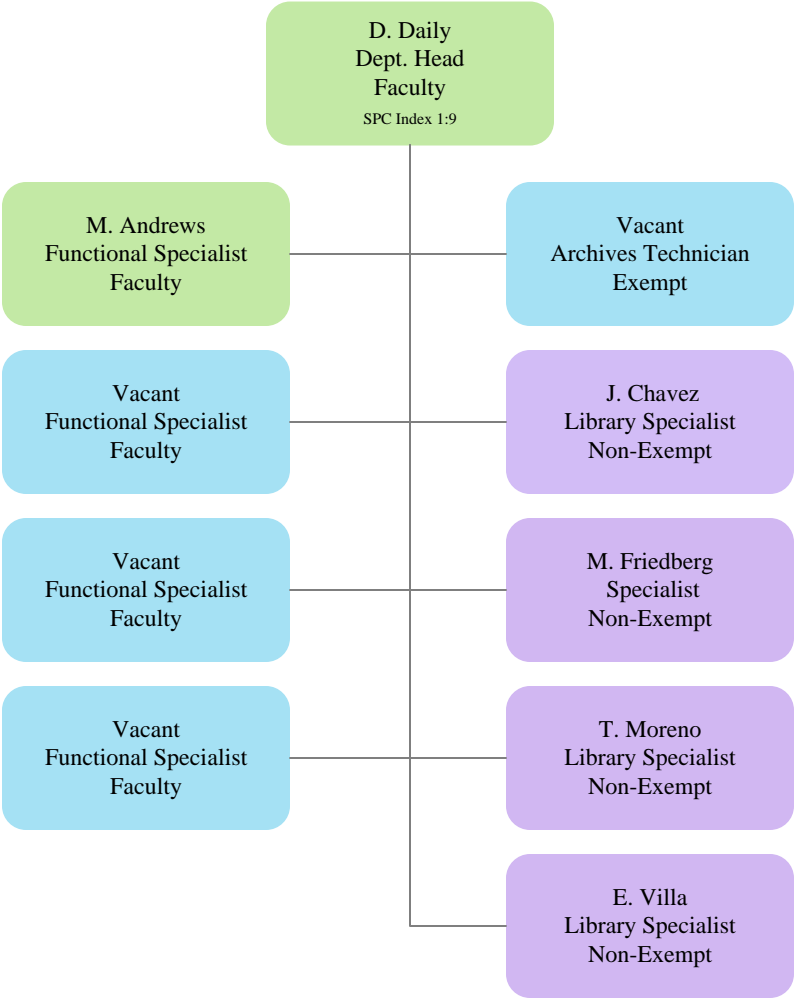 D. Daily
Dept. Head
Faculty
SPC Index 1:9
M. Andrews
Functional Specialist
Faculty
Vacant
Archives Technician
Exempt
Vacant
Functional Specialist
Faculty
J. Chavez
Library Specialist
Non-Exempt
Vacant
Functional Specialist
Faculty
M. Friedberg
Specialist
Non-Exempt
Vacant
Functional Specialist
Faculty
T. Moreno
Library Specialist
Non-Exempt
E. Villa
Library Specialist
Non-Exempt